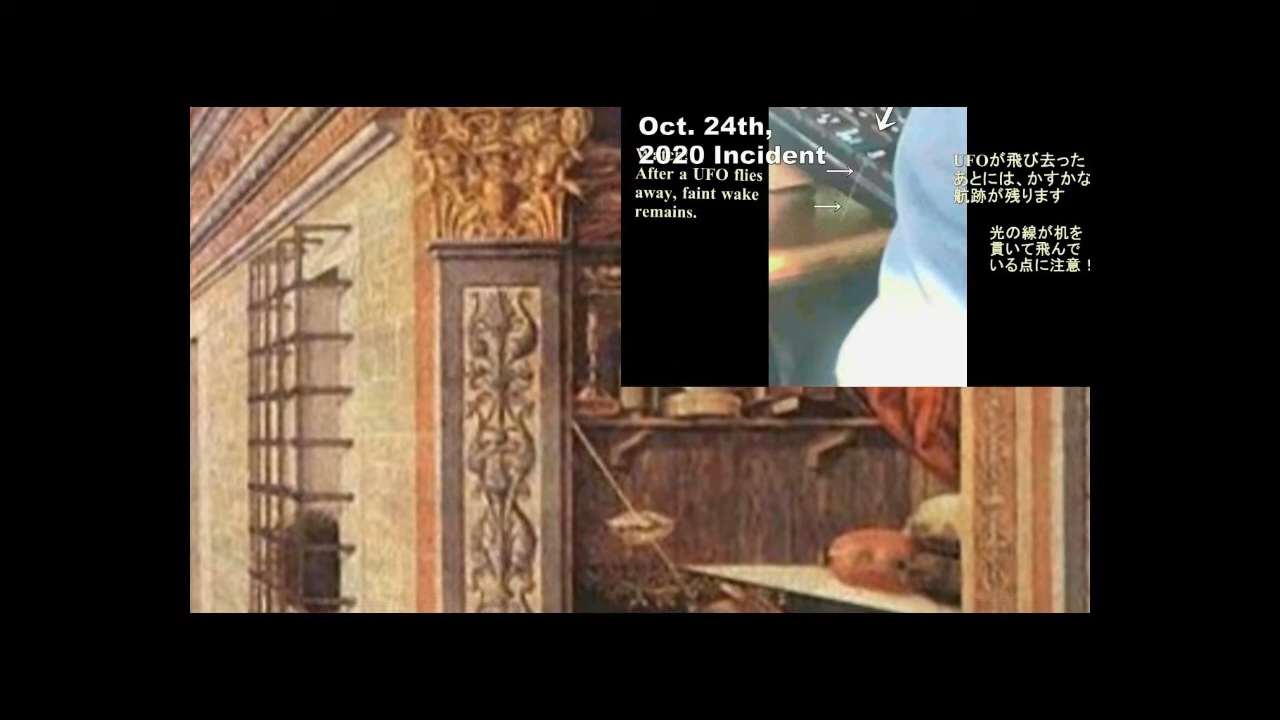 Oct. 24th,
2020 Incident
After a UFO flies
away, faint wake
remains.
UFOが飛び去った
あとには、かすかな
航跡が残ります
光の線が机を
貫いて飛んで
いる点に注意！